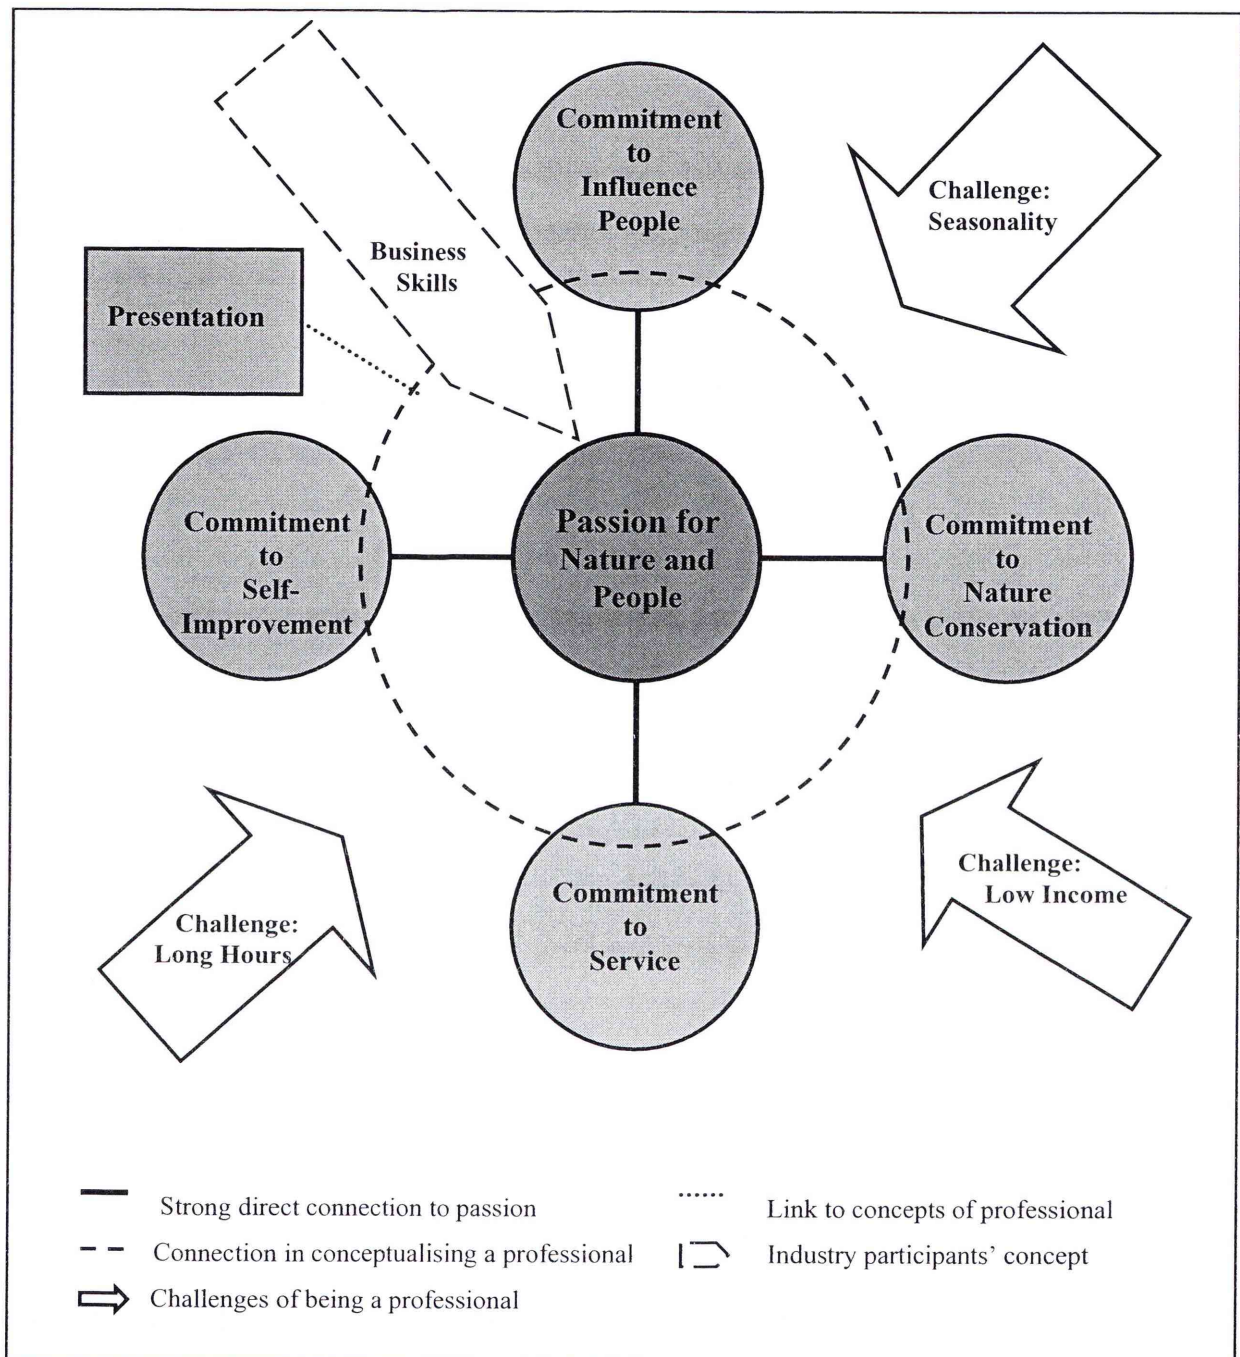 Commitment
to
Influence
People
Challenge:
Seasonality
Business
Skills
Presentation
Commitment
to
Self-
Improvement
Passion for
Nature and
People
Commitment
to
Nature
Conservation
Challenge:
Long Hours
Commitment
to
Service
Challenge:
Low Income
Strong direct connection to passion
Link to concepts of professional
Connection in conceptualising a professional
Industry participants' concept
Challenges of being a professional